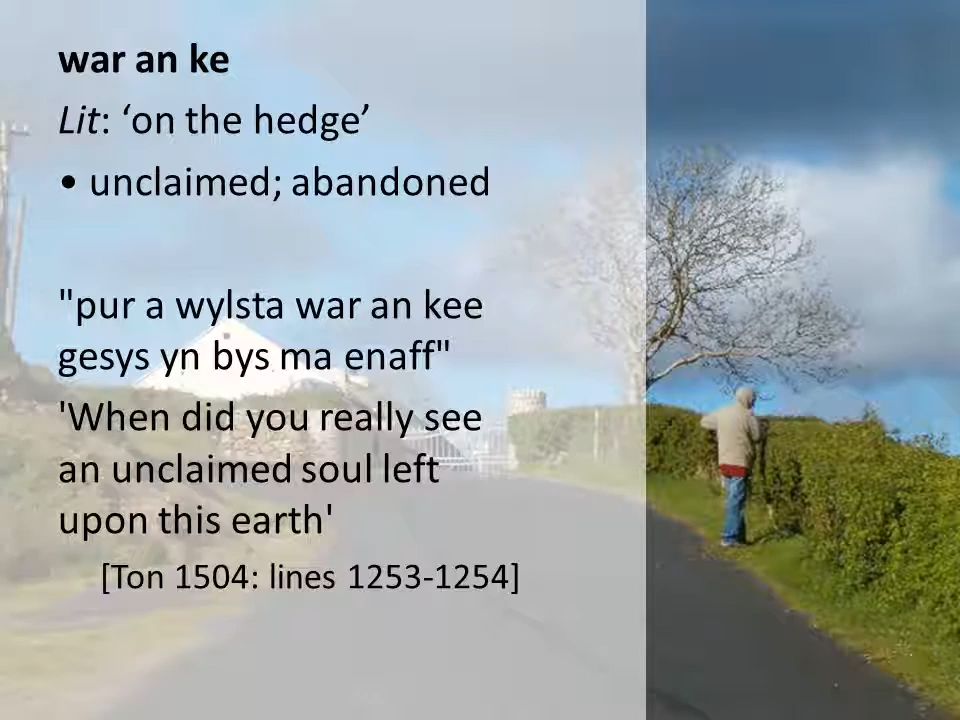 war an ke
Lit: ‘on the hedge’
• unclaimed; abandoned
"pur a wylsta war an kee
gesys yn bys ma enaff"
'When did you really see
an unclaimed soul left
upon this earth'
[Ton 1504: lines 1253-1254]